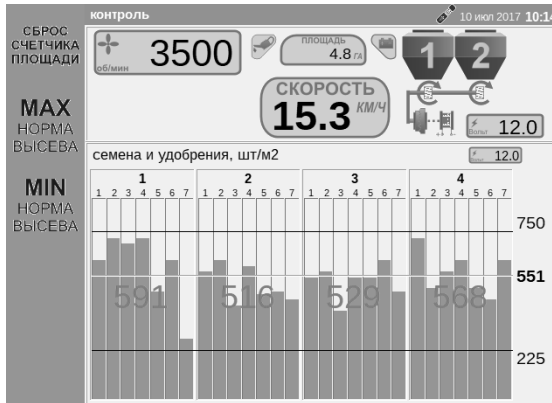 контроль
10 июл 2017 10:14
СБРОС
СЧЕТЧИКА
ПЛОЩАДИ
MAX
НОРМА
ВЫСЕВА
MIN
НОРМА
ВЫСЕВА
об/мин 3500
ПЛОЩАДЬ
4.8 ГА
СКОРОСТЬ
15.3 КМ/Ч
1 2
Вольт 12.0
семена и удобрения, шт/м2
12.0
1 2 3 4
1 2 3 4 5 6 7 1 2 3 4 5 6 7 1 2 3 4 5 6 7 1 2 3 4 5 6 7
750
591 516 529 568
551
225